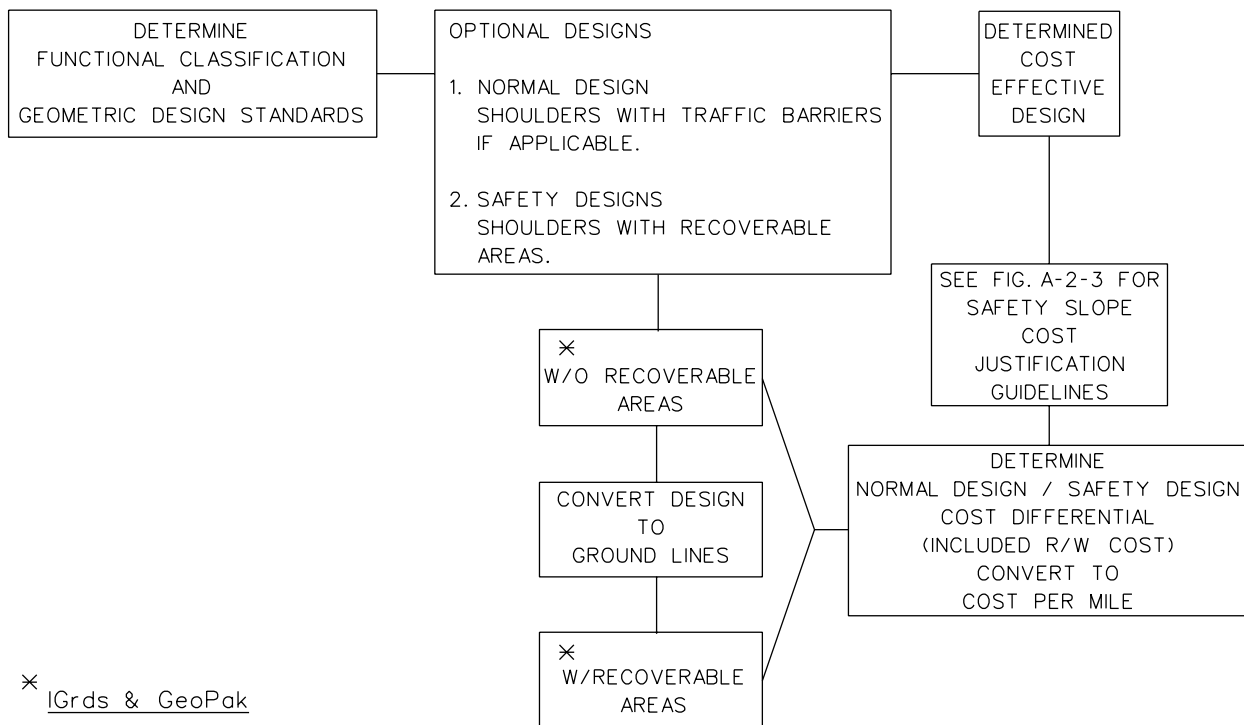 DETERMINE
FUNCTIONAL CLASSIFICATION
AND
GEOMETRIC DESIGN STANDARDS
OPTIONAL DESIGNS
1. NORMAL DESIGN
SHOULDERS WITH TRAFFIC BARRIERS
IF APPLICABLE.
2. SAFETY DESIGNS
SHOULDERS WITH RECOVERABLE
AREAS.
DETERMINED
COST
EFFECTIVE
DESIGN
SEE FIG. A-2-3 FOR
SAFETY SLOPE
COST
JUSTIFICATION
GUIDELINES
*
W/O RECOVERABLE
AREAS
CONVERT DESIGN
TO
GROUND LINES
*
W/RECOVERABLE
AREAS
DETERMINE
NORMAL DESIGN / SAFETY DESIGN
COST DIFFERENTIAL
(INCLUDED R/W COST)
CONVERT TO
COST PER MILE
* IGrds & GeoPak